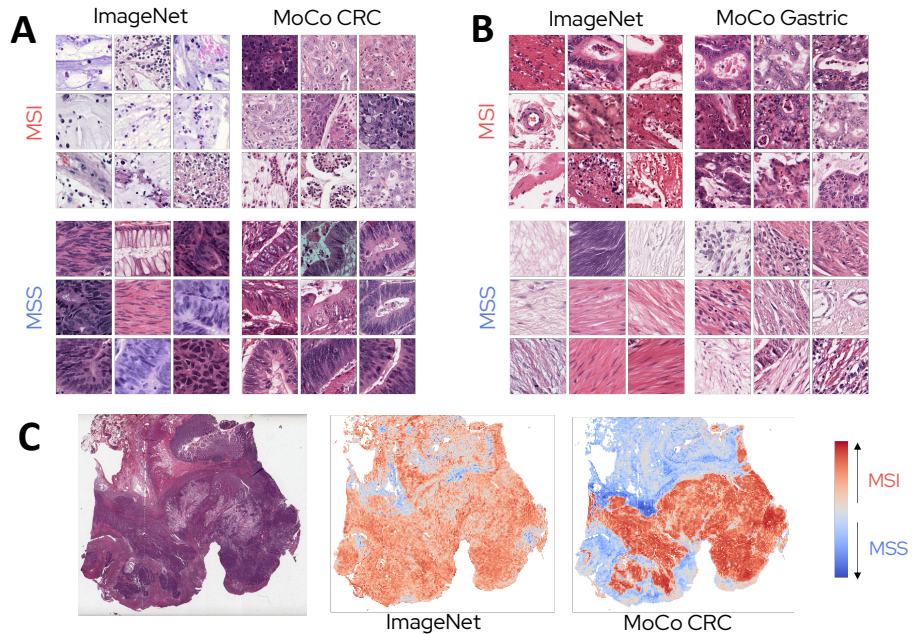 A
ImageNet
MoCo CRC
MSI
MSS
B
ImageNet
MoCo Gastric
MSI
MSS
C
ImageNet
MoCo CRC
MSI
MSS